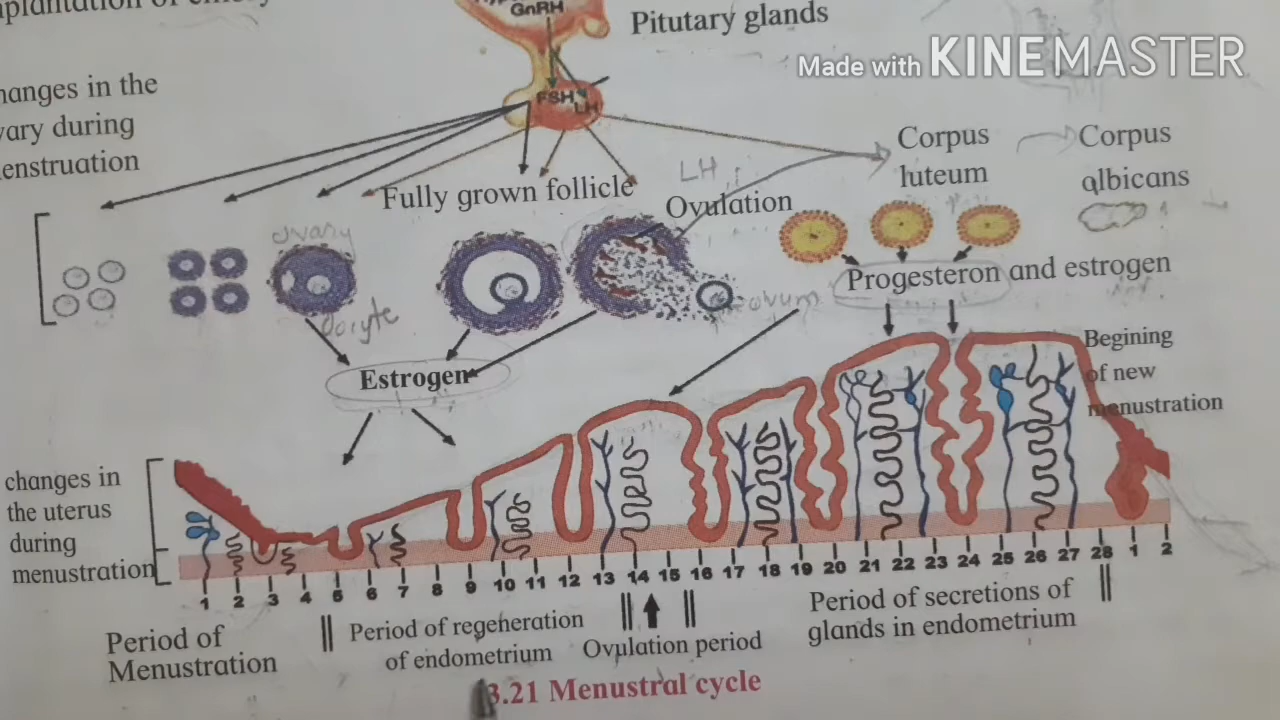 GnRH
Pitutary glands
Made with KINEMASTER
FSH
LH
anges in the
ary during
enstruation
Corpus
luteum
Corpus
albicans
LH
Fully grown follicle
Ovulation
ovary
oocyte
ovum
Progesteron and estrogen
Estrogen
Begining
of new
menustration
changes in
the uterus
during
menustration
1 2 3 4 5 6 7 8 9 10 11 12 13 14 15 16 17 18 19 20 21 22 23 24 25 26 27 28 1 2
Period of
Menustration
Period of regeneration
of endometrium
Ovulation period
Period of secretions of
glands in endometrium
3.21 Menustral cycle